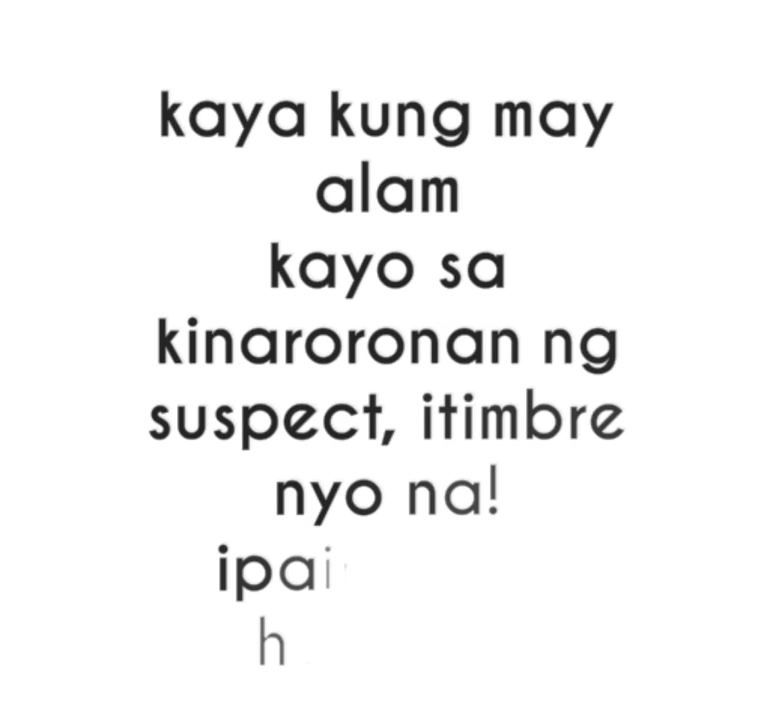 kaya kung may
alam
kayo sa
kinaroronan ng
suspect, itimbre
nyo na!